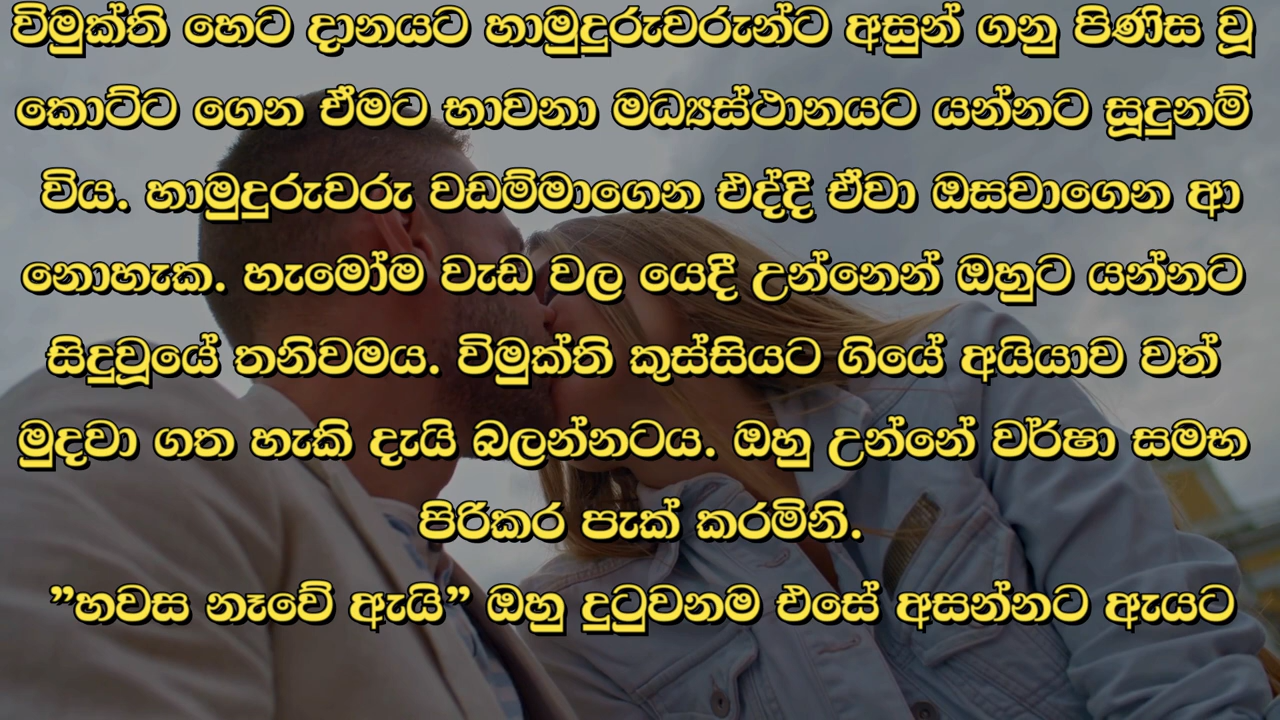 විමුක්ති හෙට දානයට හාමුදුරුවරුන්ට අසුන් ගනු පිණිස වූ
කොට්ට ගෙන ඒමට භාවනා මධ්‍යස්ථානයට යන්නට සූදුනම්
විය. හාමුදුරුවරු වඩම්මාගෙන එද්දී ඒවා ඔසවාගෙන ආ
නොහැක. හැමෝම වැඩ වල යෙදී උන්නෙන් ඔහුට යන්නට
සිදුවූයේ තනිවමය. විමුක්ති කුස්සියට ගියේ අයියාව වත්
මුදවා ගත හැකි දැයි බලන්නටය. ඔහු උන්නේ වර්ෂා සමඟ
පිරිකර පැක් කරමිනි.
”හවස නෑවේ ඇයි” ඔහු දුටුවනම එසේ අසන්නට ඇයට